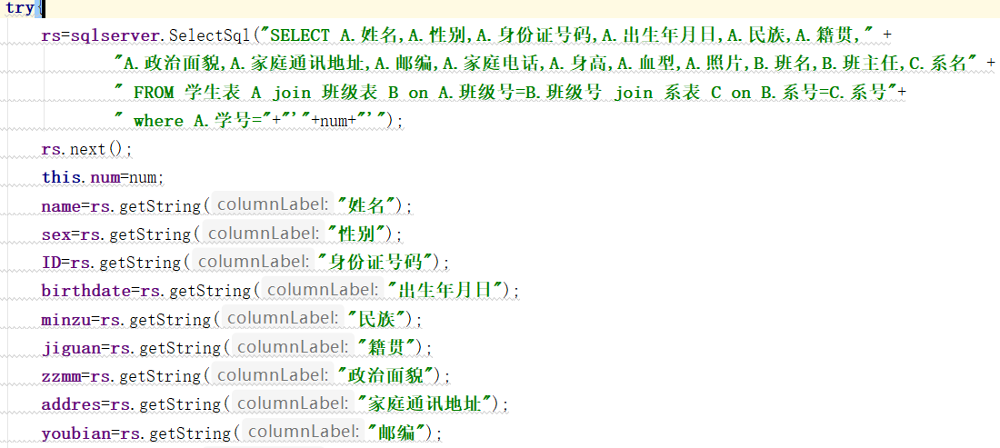 try{
rs=sqlserver.SelectSql("SELECT A.姓名,A.性别,A.身份证号码,A.出生年月日,A.民族,A.籍贯," +
"A.政治面貌,A.家庭通讯地址,A.邮编,A.家庭电话,A.身高,A.血型,A.照片,B.班名,B.班主任,C.系名" +
" FROM 学生表 A join 班级表 B on A.班级号=B.班级号 join 系表 C on B.系号=C.系号"+
" where A.学号="+"'"+num+"'");
rs.next();
this.num=num;
name=rs.getString( columnLabel: "姓名");
sex=rs.getString( columnLabel: "性别");
ID=rs.getString( columnLabel: "身份证号码");
birthdate=rs.getString( columnLabel: "出生年月日");
minzu=rs.getString( columnLabel: "民族");
jiguan=rs.getString( columnLabel: "籍贯");
zzmm=rs.getString( columnLabel: "政治面貌");
addres=rs.getString( columnLabel: "家庭通讯地址");
youbian=rs.getString( columnLabel: "邮编");